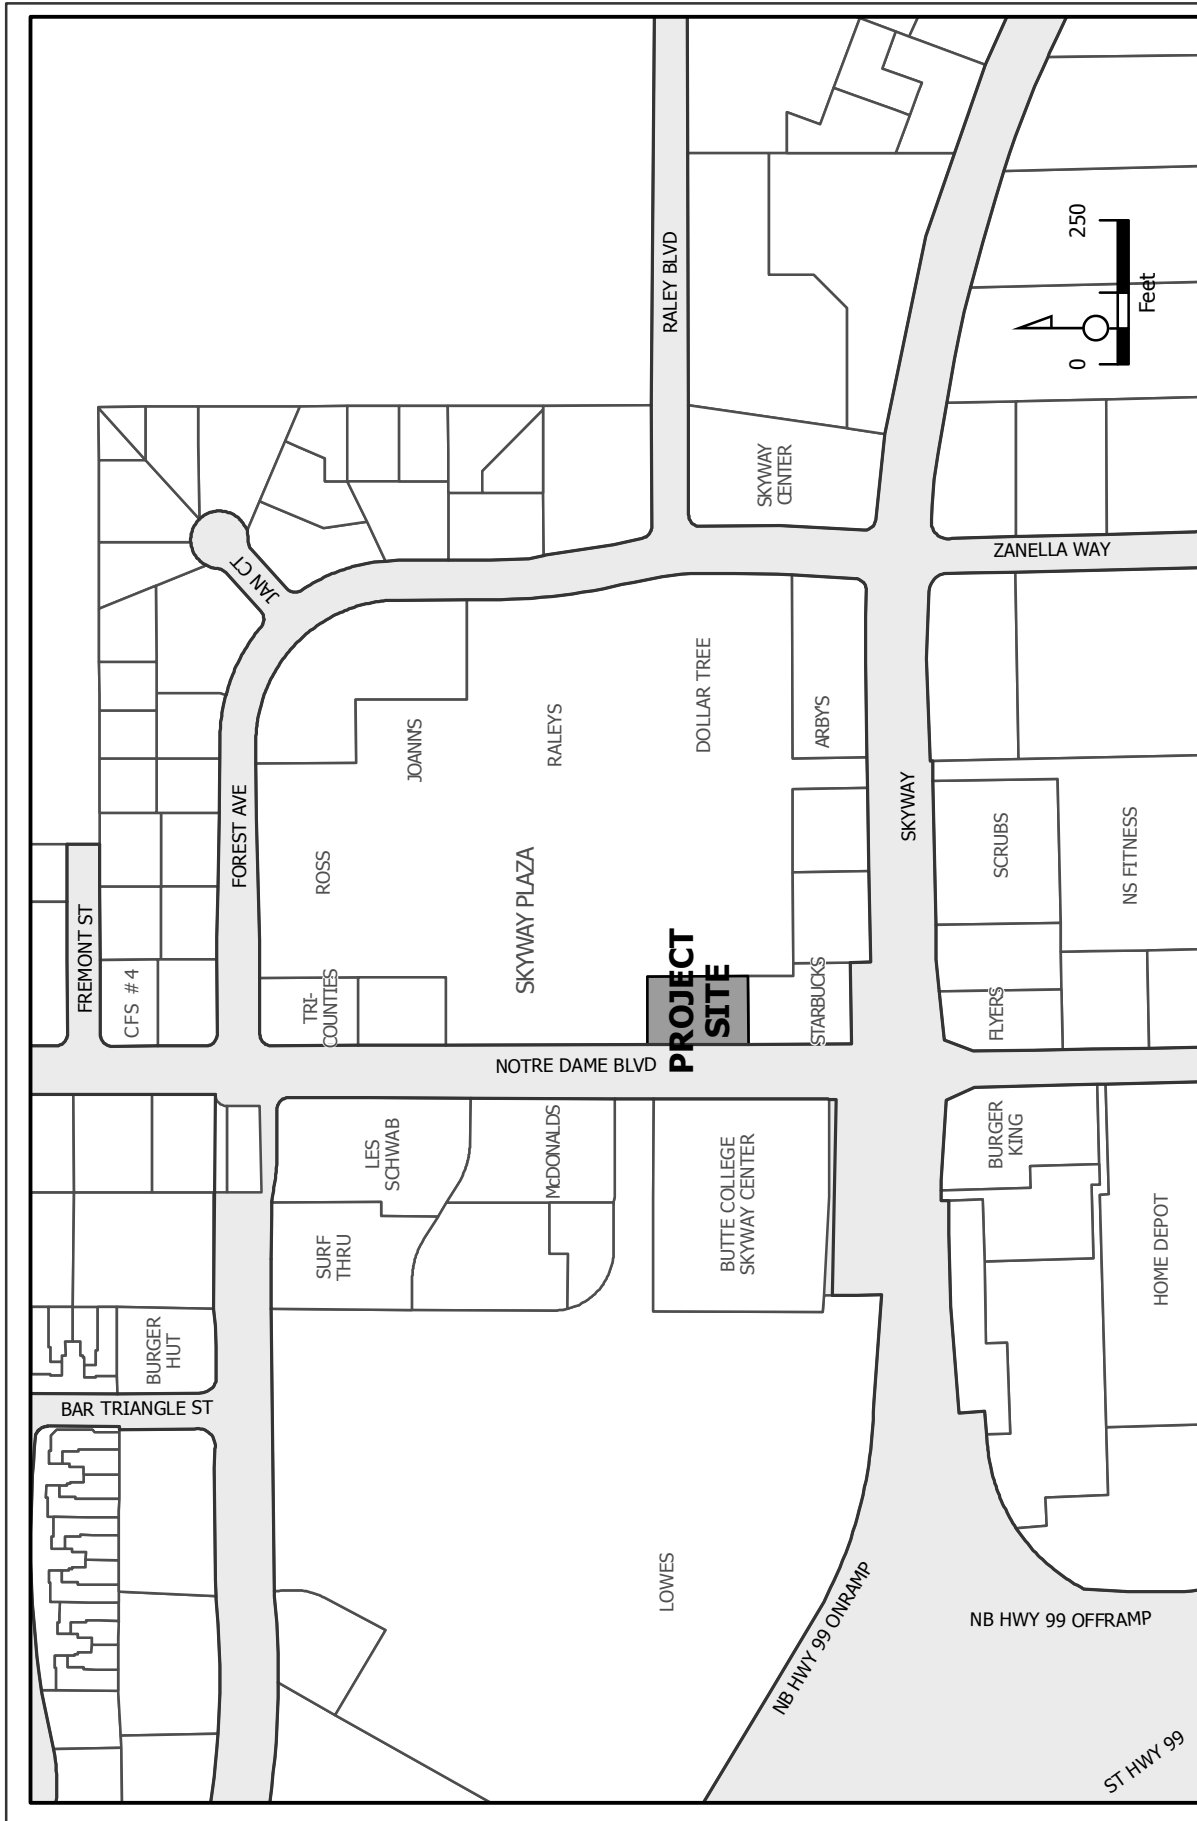 FREMONT ST
CFS #4
FOREST AVE
JAN CT
TRI-
COUNTIES
ROSS
JOANN'S
SKYWAY PLAZA
RALEYS
RALEY BLVD
PROJECT
SITE
DOLLAR TREE
SKYWAY
CENTER
STARBUCKS
ARBY'S
NOTRE DAME BLVD
SKYWAY
ZANELLA WAY
FLYERS
SCRUBS
NS FITNESS
0
250
Feet
BAR TRIANGLE ST
BURGER
HUT
SURF
THRU
LES
SCHWAB
McDONALDS
BUTTE COLLEGE
SKYWAY CENTER
LOWES
BURGER
KING
HOME DEPOT
NB HWY 99 ONRAMP
NB HWY 99 OFFRAMP
ST HWY 99